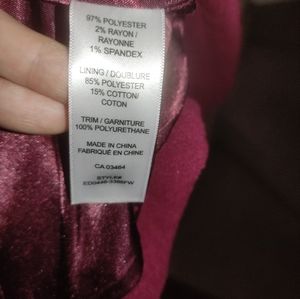 97% POLYESTER
2% RAYON /
RAYONNE
1% SPANDEX
LINING / DOUBLURE
85% POLYESTER
15% COTTON/
COTON
TRIM / GARNITURE
100% POLYURETHANE
MADE IN CHINA
FABRIQUÉ EN CHINE
CA 03464
STYLE#